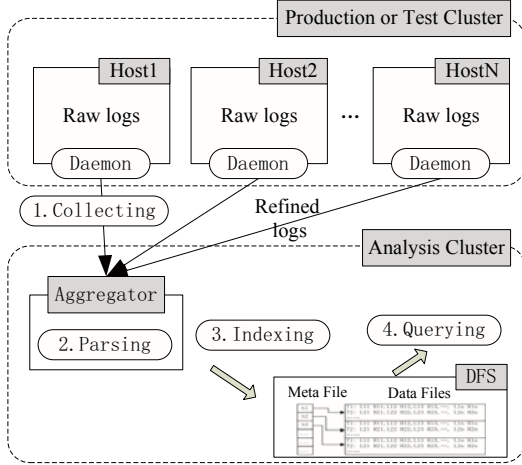 Production or Test Cluster
Host1
Host2
HostN
Raw logs
Raw logs
...
Raw logs
Daemon
Daemon
Daemon
1.Collecting
Refined
logs
Analysis Cluster
Aggregator
2.Parsing
3.Indexing
4.Querying
DFS
Meta File
Data Files